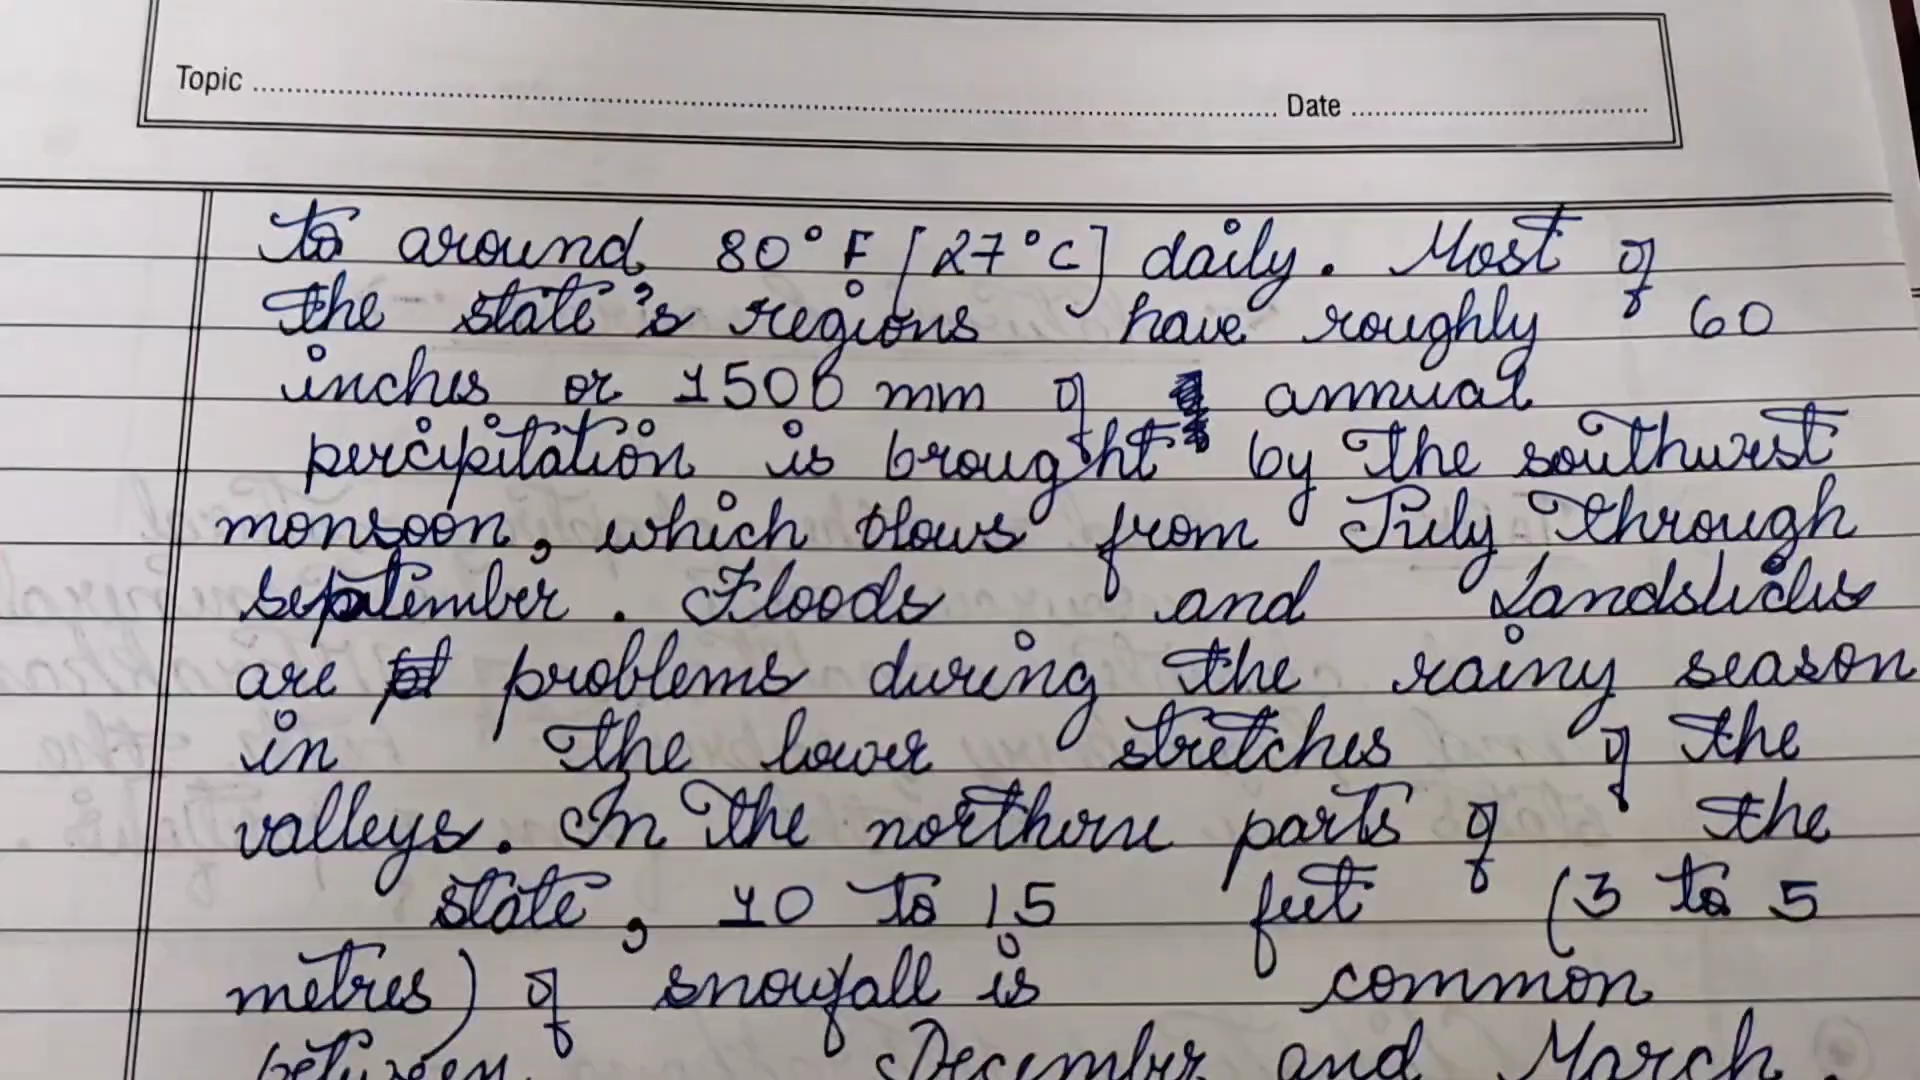 Topic Date
to around 80°F [27°C] daily. Most of
the state's regions have roughly 60
inches or 1500 mm of annual
percipitation is brought by the southwest
monsoon, which blows from July through
september. Floods and Landslides
are problems during the rainy season
in the lower stretches of the
valleys. In the northern parts of the
state, 10 to 15 feet (3 to 5
metres) of snowfall is common
between December and March.